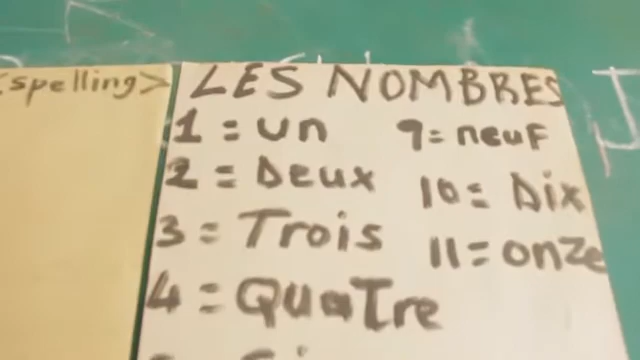 <spelling>
LES NOMBRES
1 = un
2 = Deux
3 = Trois
4 = QuaTre
9 = neuf
10 = Dix
11 = onze